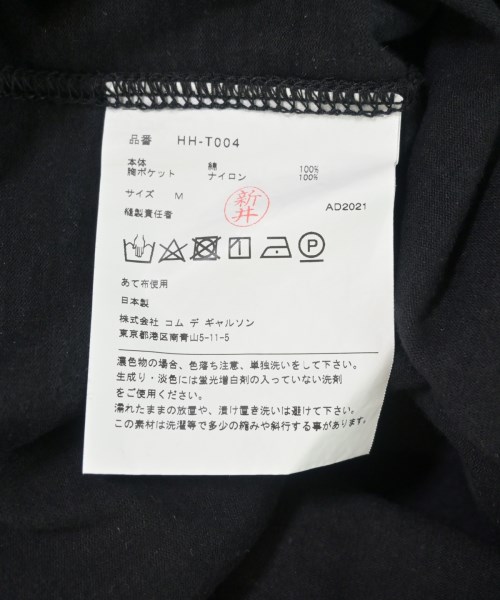 品番 HH-T004
本体 綿 100%
胸ポケット ナイロン 100%
サイズ M
新井
縫製責任者 AD2021
あて布使用
日本製
株式会社 コム デ ギャルソン
東京都港区南青山5-11-5
濃色物の場合、色落ち注意、単独洗いをして下さい。
生成り・淡色には蛍光増白剤の入っていない洗剤
をご使用ください。
濡れたままの放置や、漬け置き洗いは避けて下さい。
この素材は洗濯等で多少の縮みや斜行する事があります。